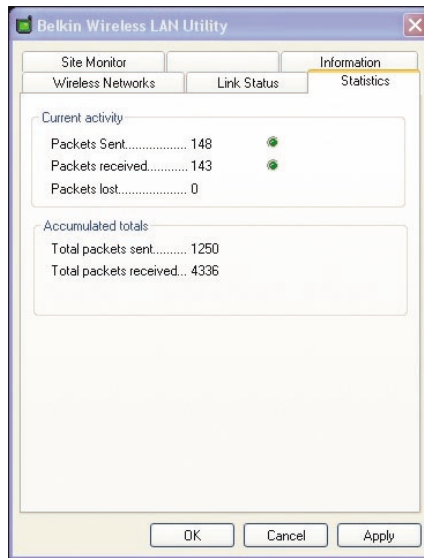 Belkin Wireless LAN Utility
Site Monitor
Information
Wireless Networks
Link Status
Statistics
Current activity
Packets Sent................. 148
Packets received............ 143
Packets lost.................... 0
Accumulated totals
Total packets sent.......... 1250
Total packets received... 4336
OK
Cancel
Apply